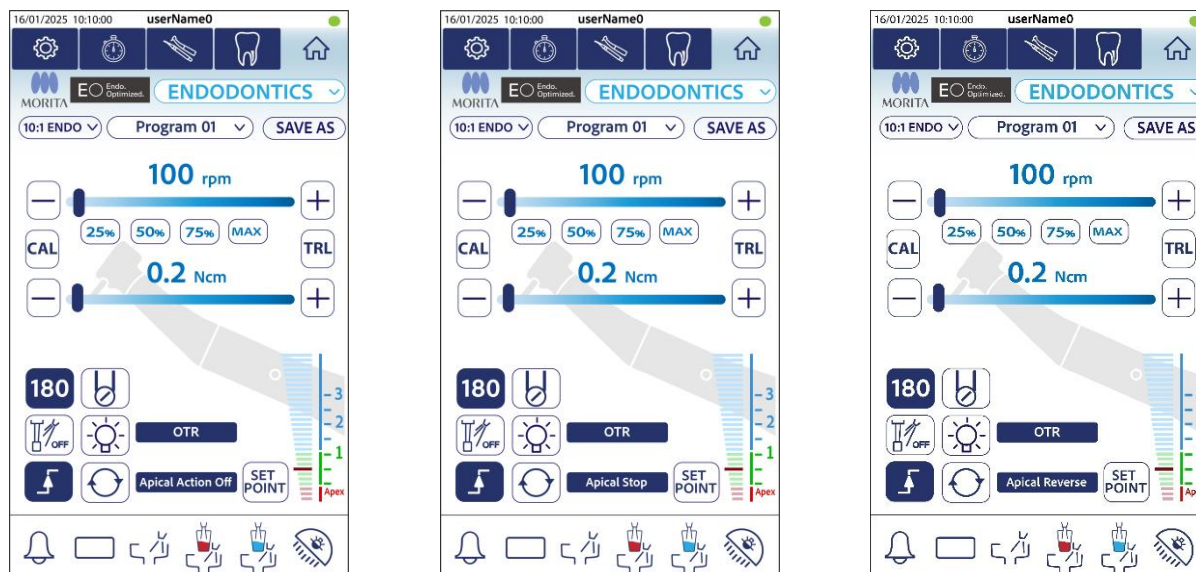 16/01/2025 10:10:00 userName0
MORITA EO Endo. Optimized. ENDODONTICS
10:1 ENDO Program 01 SAVE AS
100 rpm
25% 50% 75% MAX
CAL TRL
0.2 Ncm
180
3
2
OFF OTR
1
Apical Action Off SET POINT
Apex
16/01/2025 10:10:00 userName0
MORITA EO Endo. Optimized. ENDODONTICS
10:1 ENDO Program 01 SAVE AS
100 rpm
25% 50% 75% MAX
CAL TRL
0.2 Ncm
180
3
2
OFF OTR
1
Apical Stop SET POINT
Apex
16/01/2025 10:10:00 userName0
MORITA EO Endo. Optimized. ENDODONTICS
10:1 ENDO Program 01 SAVE AS
100 rpm
25% 50% 75% MAX
CAL TRL
0.2 Ncm
180
OFF OTR
Apical Reverse SET POINT